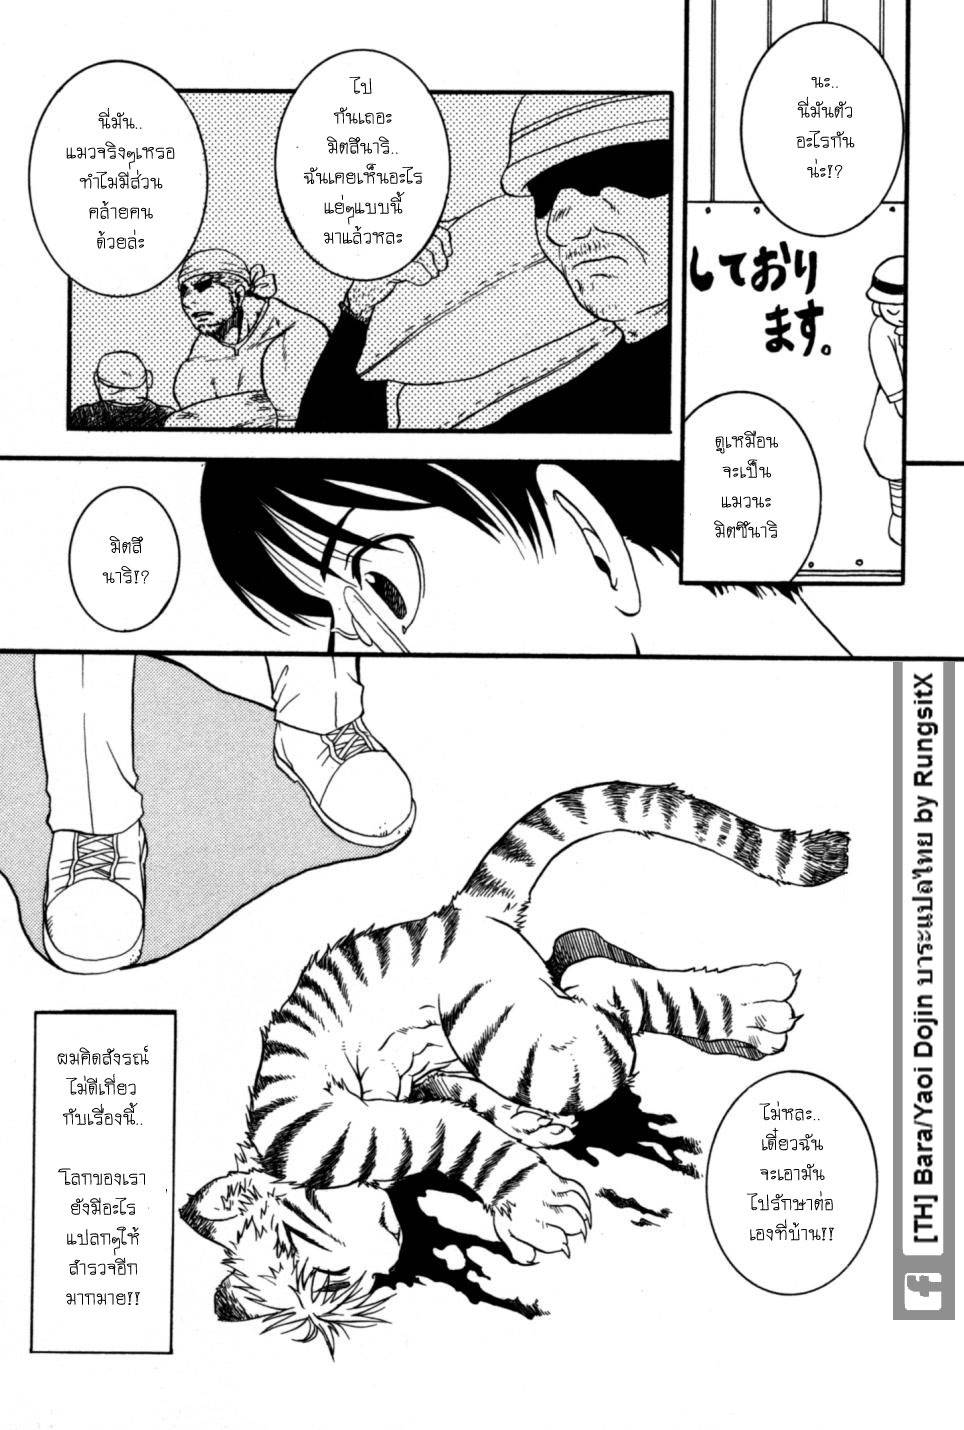 นะ..
นี่มันตัว
อะไรกัน
น่ะ!?
しております。
ดูเหมือน
จะเป็น
แมวนะ
มิตซึนาริ
ไป
กันเถอะ
มิตสึนาริ..
ฉันเคยเห็นอะไร
แย่ๆแบบนี้
มาแล้วหละ
นี่มัน..
แมวจริงๆเหรอ
ทำไมมีส่วน
คล้ายคน
ด้วยล่ะ
มิตสึ
นาริ!?
ไม่หละ..
เดี๋ยวฉัน
จะเอามัน
ไปรักษาต่อ
เองที่บ้าน!!
ผมคิดสังรณ์
ไม่ดีเกี่ยว
กับเรื่องนี้..
โลกของเรา
ยังมีอะไร
แปลกๆให้
สำรวจอีก
มากมาย!!
[TH] Bara/Yaoi Dojin บาระแปลไทย by RungsitX